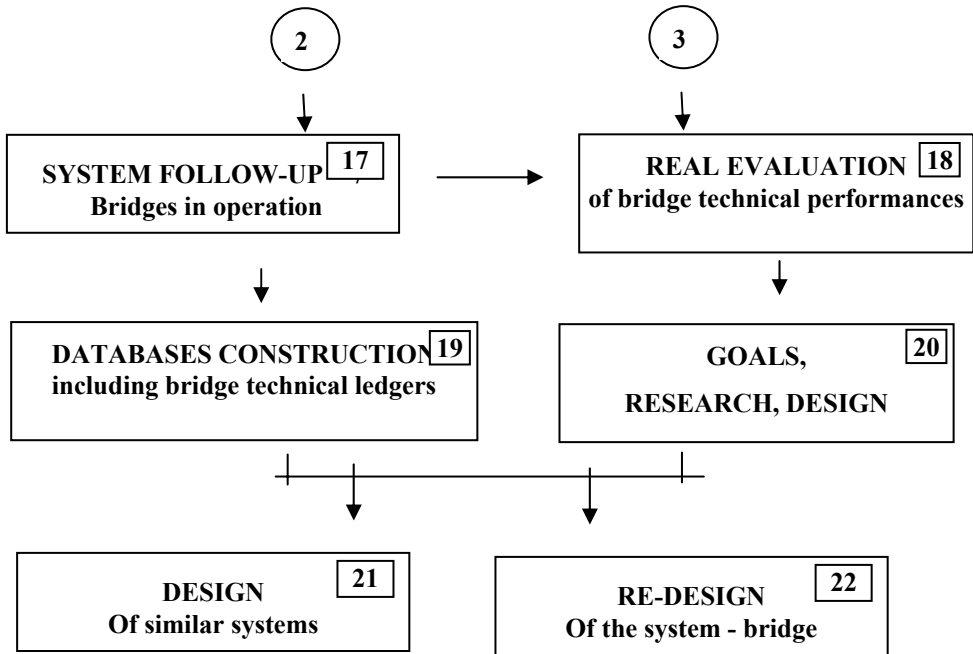 2
3
17
SYSTEM FOLLOW-UP
Bridges in operation
18
REAL EVALUATION
of bridge technical performances
19
DATABASES CONSTRUCTION
including bridge technical ledgers
20
GOALS,
RESEARCH, DESIGN
21
DESIGN
Of similar systems
22
RE-DESIGN
Of the system - bridge